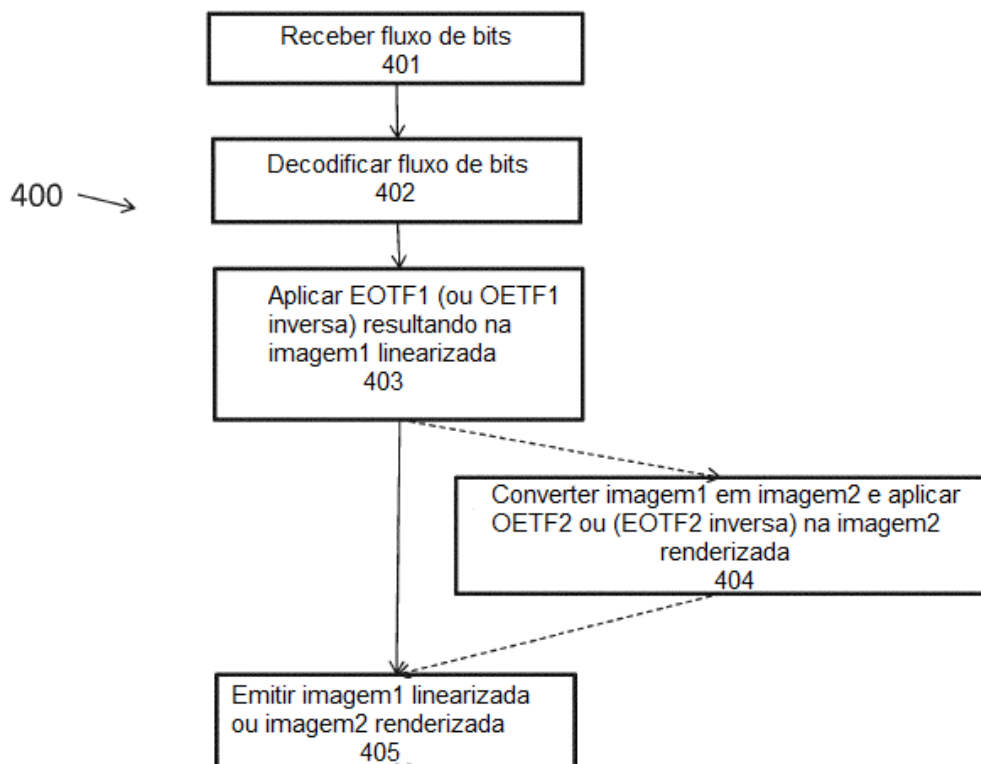 Receber fluxo de bits
401
Decodificar fluxo de bits
402
400
Aplicar EOTF1 (ou OETF1
inversa) resultando na
imagem1 linearizada
403
Converter imagem1 em imagem2 e aplicar
OETF2 ou (EOTF2 inversa) na imagem2
renderizada
404
Emitir imagem1 linearizada
ou imagem2 renderizada
405